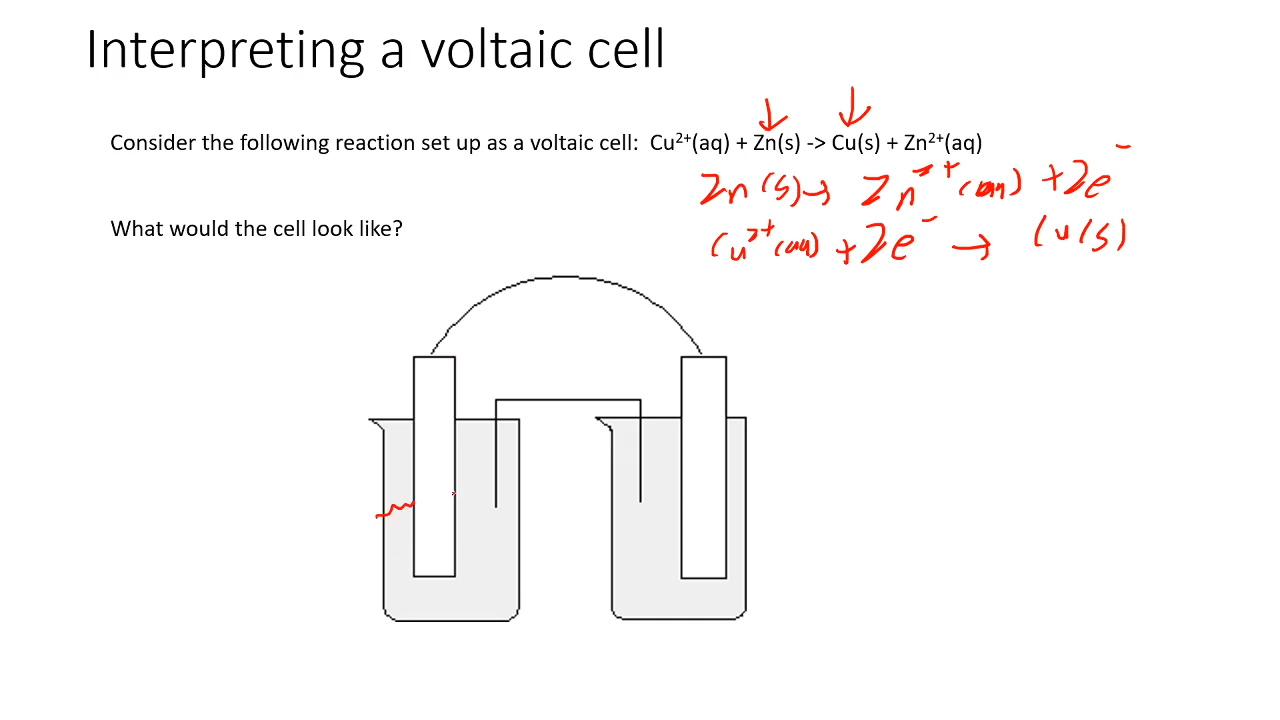 Interpreting a voltaic cell
Consider the following reaction set up as a voltaic cell: Cu²⁺(aq) + Zn(s) -> Cu(s) + Zn²⁺(aq)
Zn(s) → Zn²⁺(aq) + 2e⁻
Cu²⁺(aq) + 2e⁻ → Cu(s)
What would the cell look like?